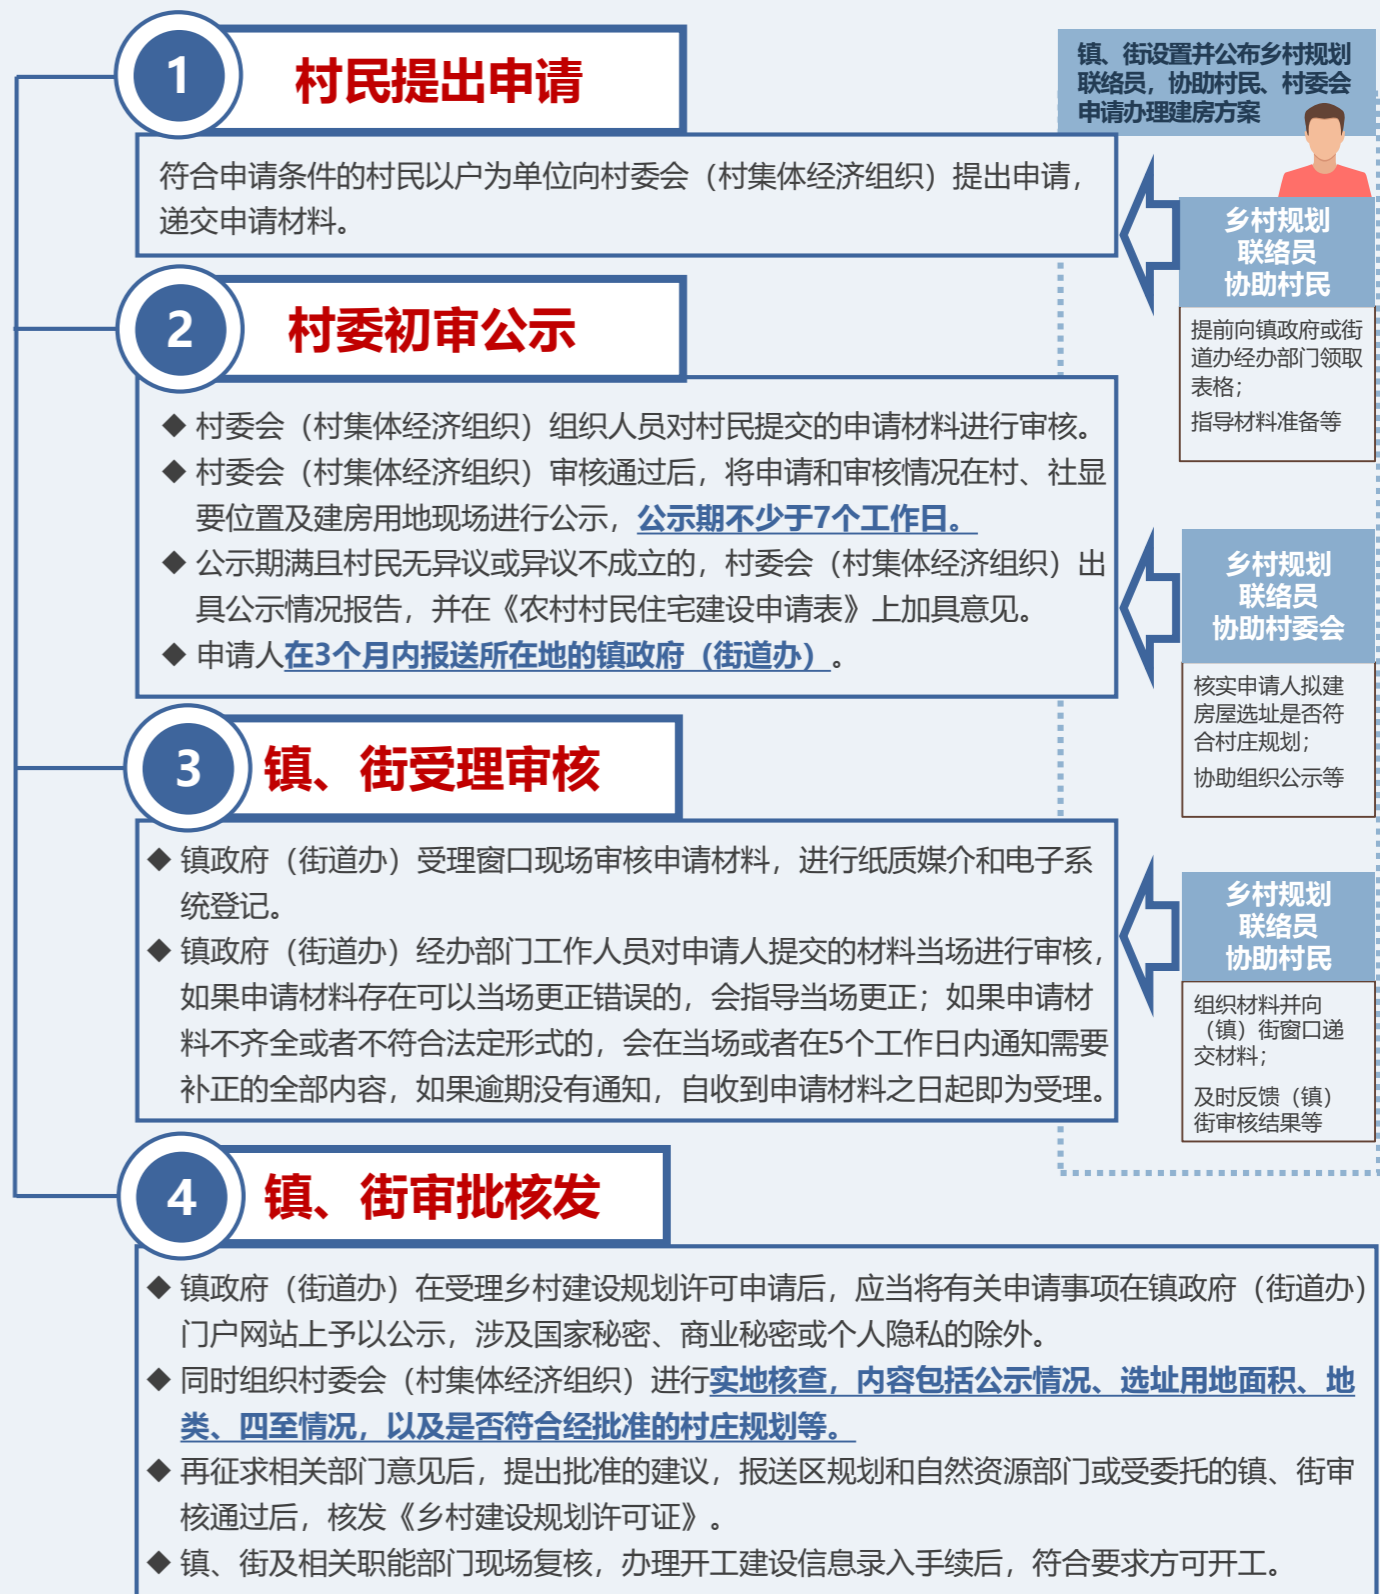 1
村民提出申请
符合申请条件的村民以户为单位向村委会（村集体经济组织）提出申请，
递交申请材料。
镇、街设置并公布乡村规划
联络员，协助村民、村委会
申请办理建房方案
乡村规划
联络员
协助村民
提前向镇政府或街
道办经办部门领取
表格；
指导材料准备等
2
村委初审公示
◆ 村委会（村集体经济组织）组织人员对村民提交的申请材料进行审核。
◆ 村委会（村集体经济组织）审核通过后，将申请和审核情况在村、社显
要位置及建房用地现场进行公示，公示期不少于7个工作日。
◆ 公示期满且村民无异议或异议不成立的，村委会（村集体经济组织）出
具公示情况报告，并在《农村村民住宅建设申请表》上加具意见。
◆ 申请人在3个月内报送所在地的镇政府（街道办）。
乡村规划
联络员
协助村委会
核实申请人拟建
房屋选址是否符
合村庄规划；
协助组织公示等
3
镇、街受理审核
◆ 镇政府（街道办）受理窗口现场审核申请材料，进行纸质媒介和电子系
统登记。
◆ 镇政府（街道办）经办部门工作人员对申请人提交的材料当场进行审核，
如果申请材料存在可以当场更正错误的，会指导当场更正；如果申请材
料不齐全或者不符合法定形式的，会在当场或者在5个工作日内通知需要
补正的全部内容，如果逾期没有通知，自收到申请材料之日起即为受理。
乡村规划
联络员
协助村民
组织材料并向
（镇）街窗口递
交材料；
及时反馈（镇）
街审核结果等
4
镇、街审批核发
◆ 镇政府（街道办）在受理乡村建设规划许可申请后，应当将有关申请事项在镇政府（街道办）
门户网站上予以公示，涉及国家秘密、商业秘密或个人隐私的除外。
◆ 同时组织村委会（村集体经济组织）进行实地核查，内容包括公示情况、选址用地面积、地
类、四至情况，以及是否符合经批准的村庄规划等。
◆ 再征求相关部门意见后，提出批准的建议，报送区规划和自然资源部门或受委托的镇、街审
核通过后，核发《乡村建设规划许可证》。
◆ 镇、街及相关职能部门现场复核，办理开工建设信息录入手续后，符合要求方可开工。